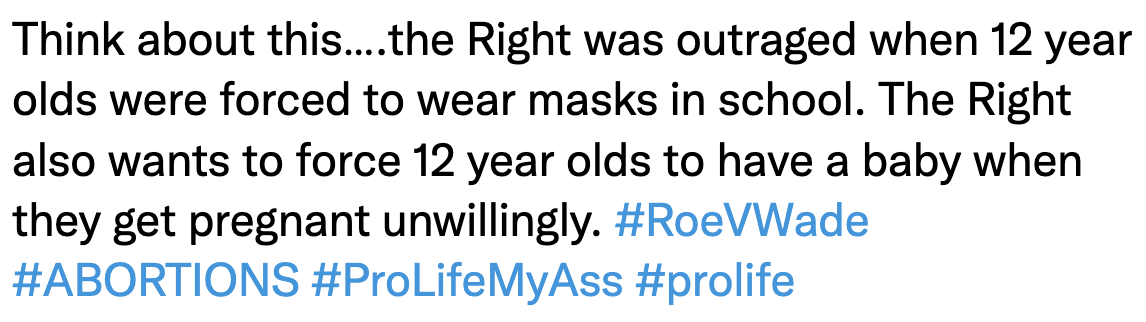 Think about this....the Right was outraged when 12 year
olds were forced to wear masks in school. The Right
also wants to force 12 year olds to have a baby when
they get pregnant unwillingly. #RoeVWade
#ABORTIONS #ProLifeMyAss #prolife